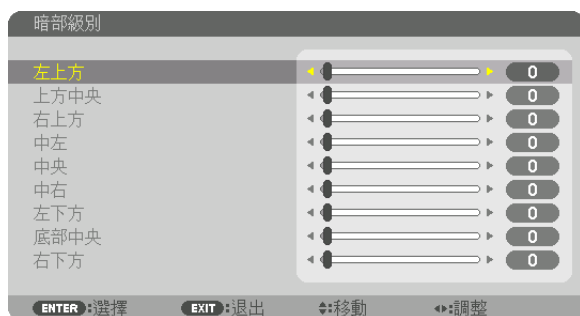 暗部級別
左上方 0
上方中央 0
右上方 0
中左 0
中央 0
中右 0
左下方 0
底部中央 0
右下方 0
ENTER:選擇 EXIT:退出 :移動 :調整